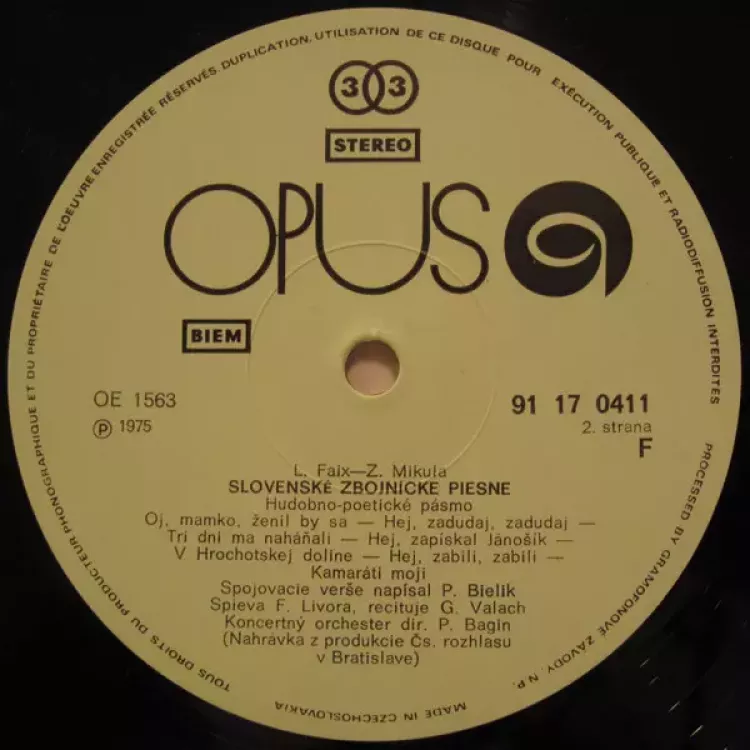 TOUS DROITS DU PRODUCTEUR PHONOGRAPHIQUE ET DU PROPRIÉTAIRE DE L'OEUVRE ENREGISTRÉE RÉSERVÉS. DUPLICATION, UTILISATION DE CE DISQUE POUR EXÉCUTION PUBLIQUE ET RADIODIFFUSION INTERDITES
PROCESSED BY GRAMOFONOVÉ ZÁVODY, N.P.
MADE IN CZECHOSLOVAKIA
33
STEREO
OPUS
BIEM
OE 1563
91 17 0411
Ⓟ 1975
2. strana
F
L. Faix—Z. Mikula
SLOVENSKÉ ZBOJNÍCKE PIESNE
Hudobno-poetické pásmo
Oj, mamko, ženil by sa — Hej, zadudaj, zadudaj —
Tri dni ma naháňali — Hej, zapískal Jánošík —
V Hrochotskej doline — Hej, zabili, zabili —
Kamaráti moji
Spojovacie verše napísal P. Bielik
Spieva F. Livora, recituje G. Valach
Koncertný orchester dir. P. Bagin
(Nahrávka z produkcie Čs. rozhlasu
v Bratislave)